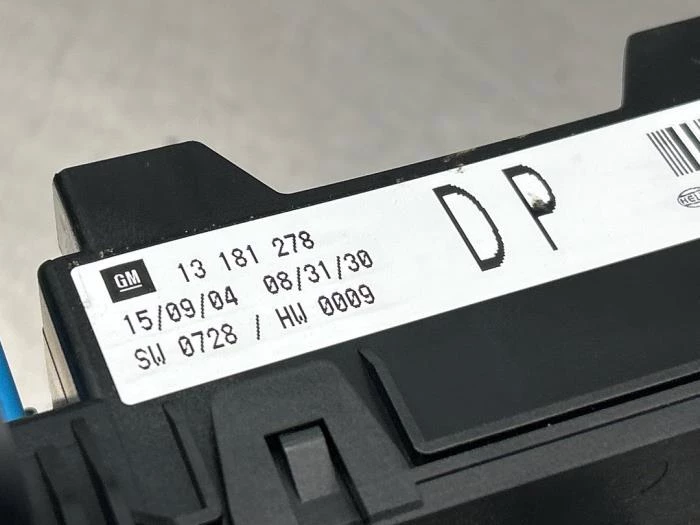 GM 13 181 278
15/09/04 08/31/30
SW 0728 / HW 0009
DP